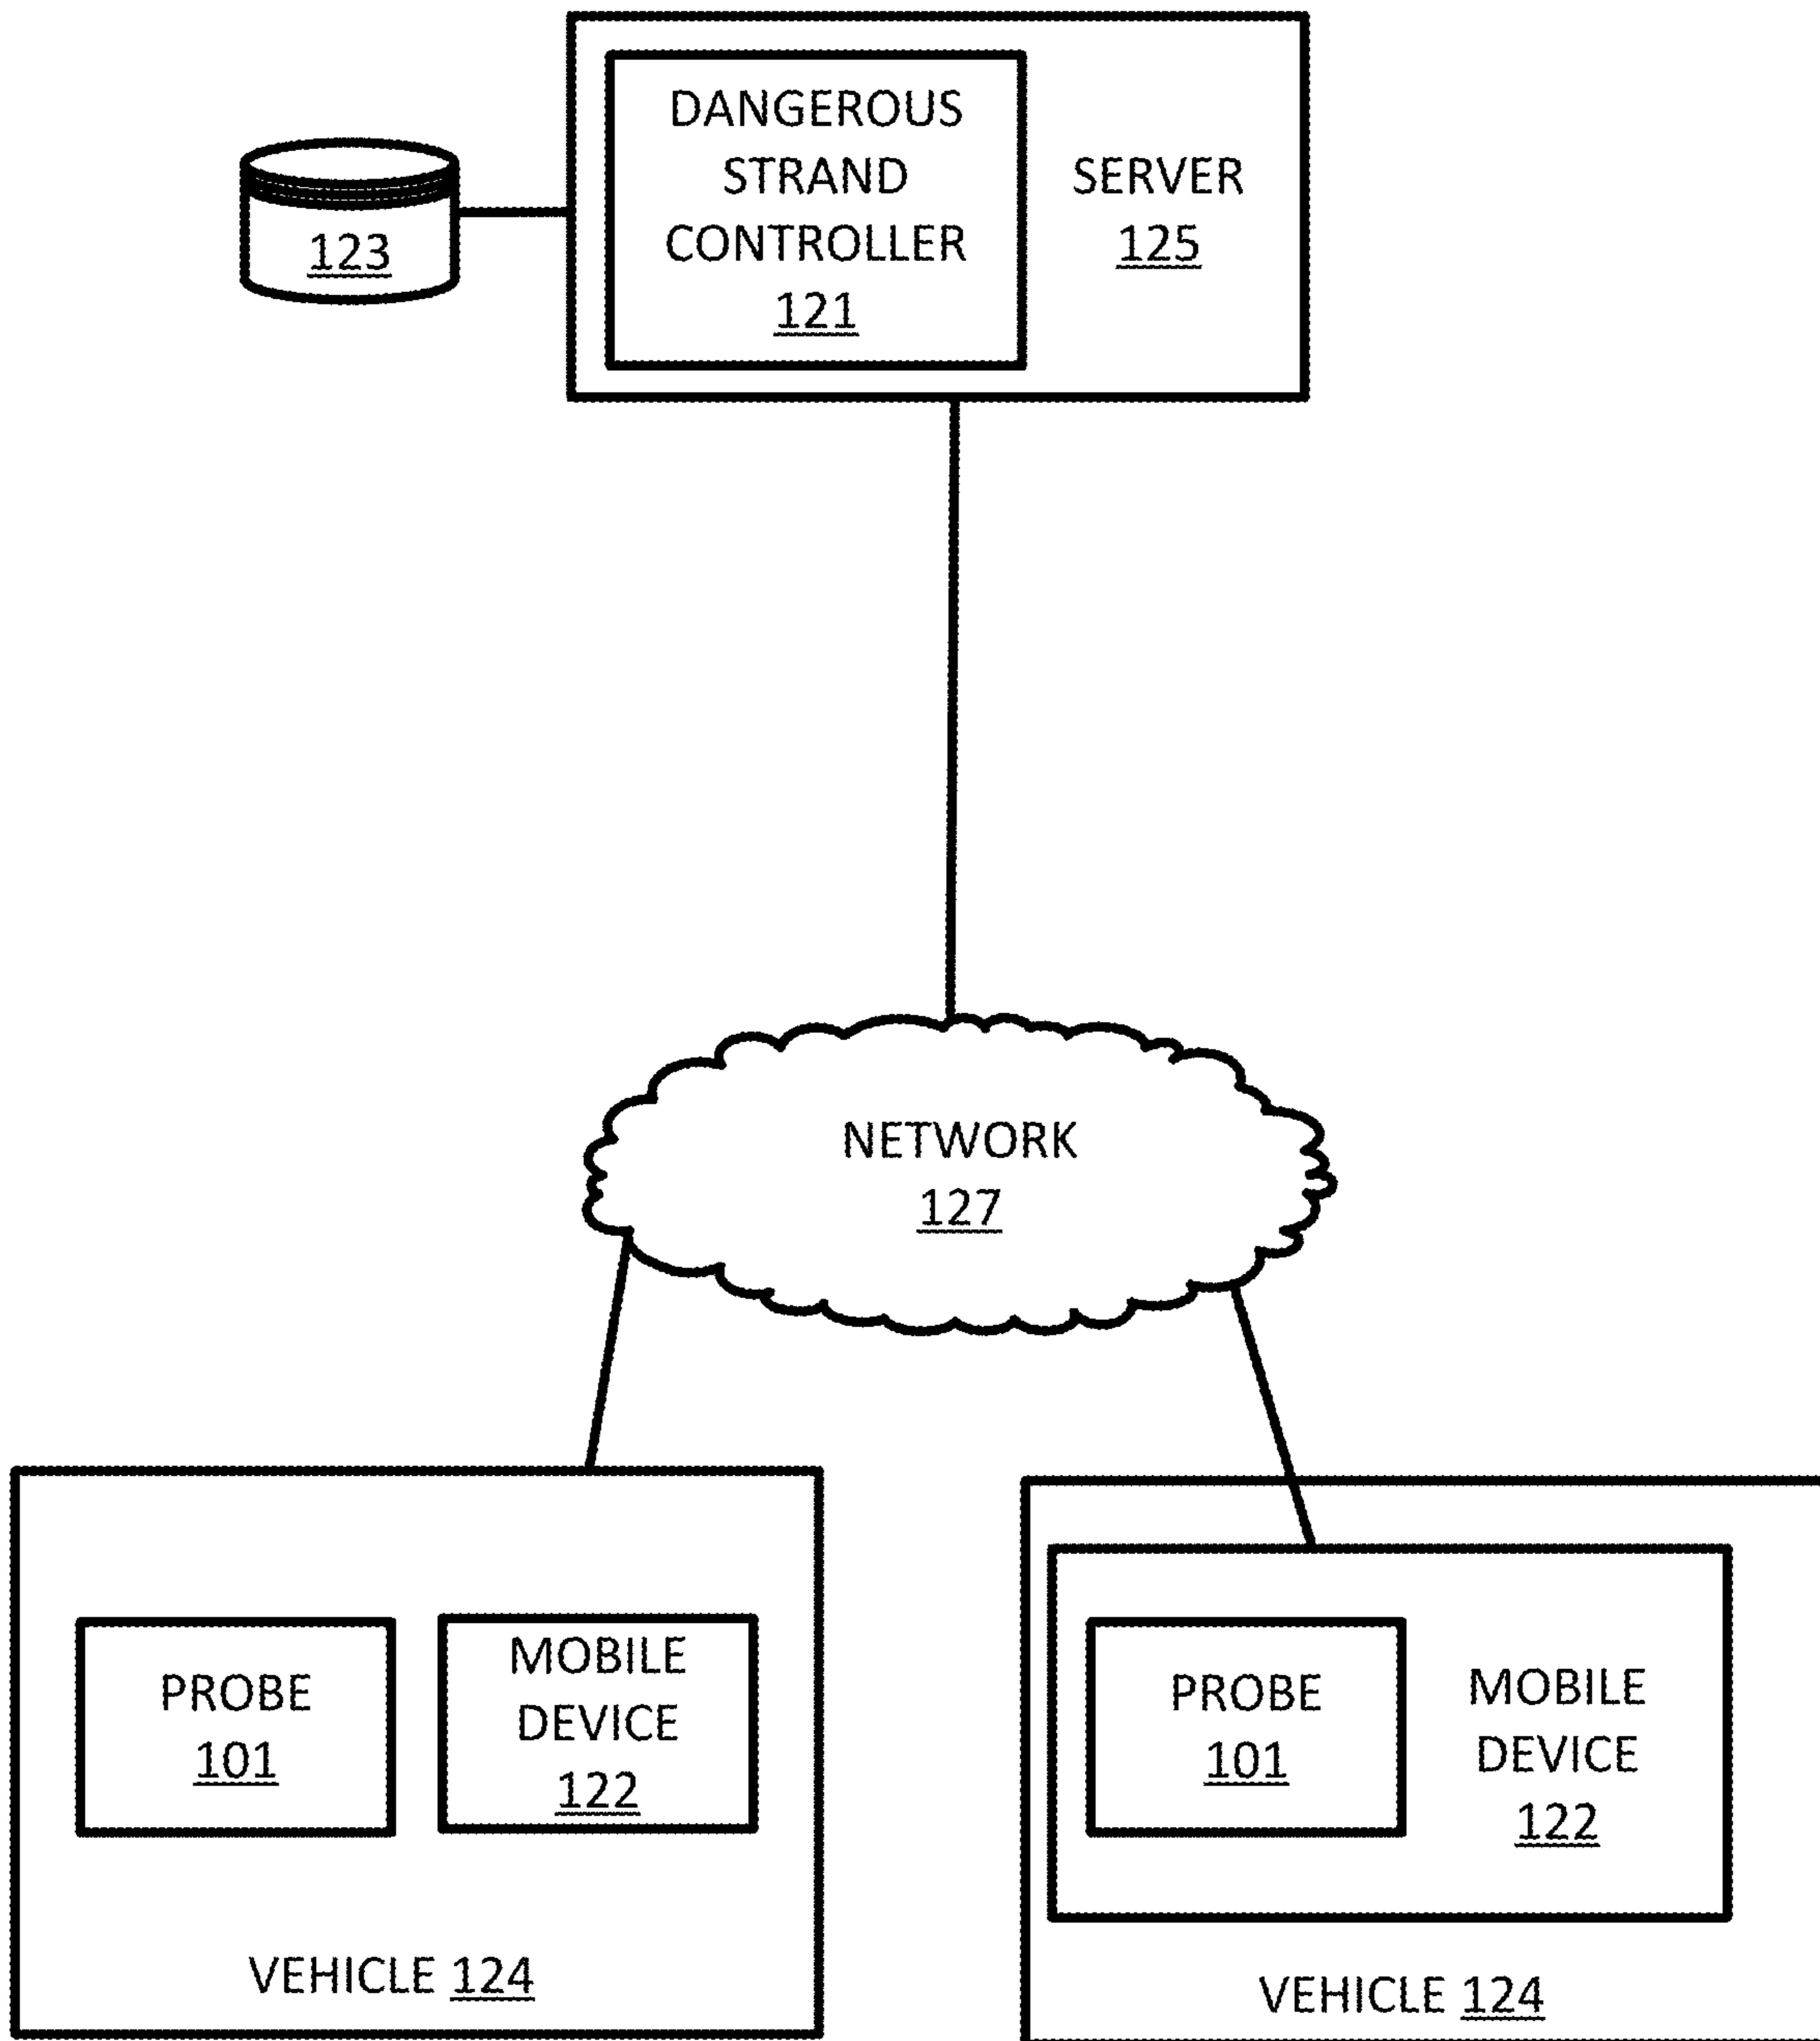 DANGEROUS
STRAND
CONTROLLER
121
SERVER
125
123
NETWORK
127
PROBE
101
MOBILE
DEVICE
122
VEHICLE 124
PROBE
101
MOBILE
DEVICE
122
VEHICLE 124